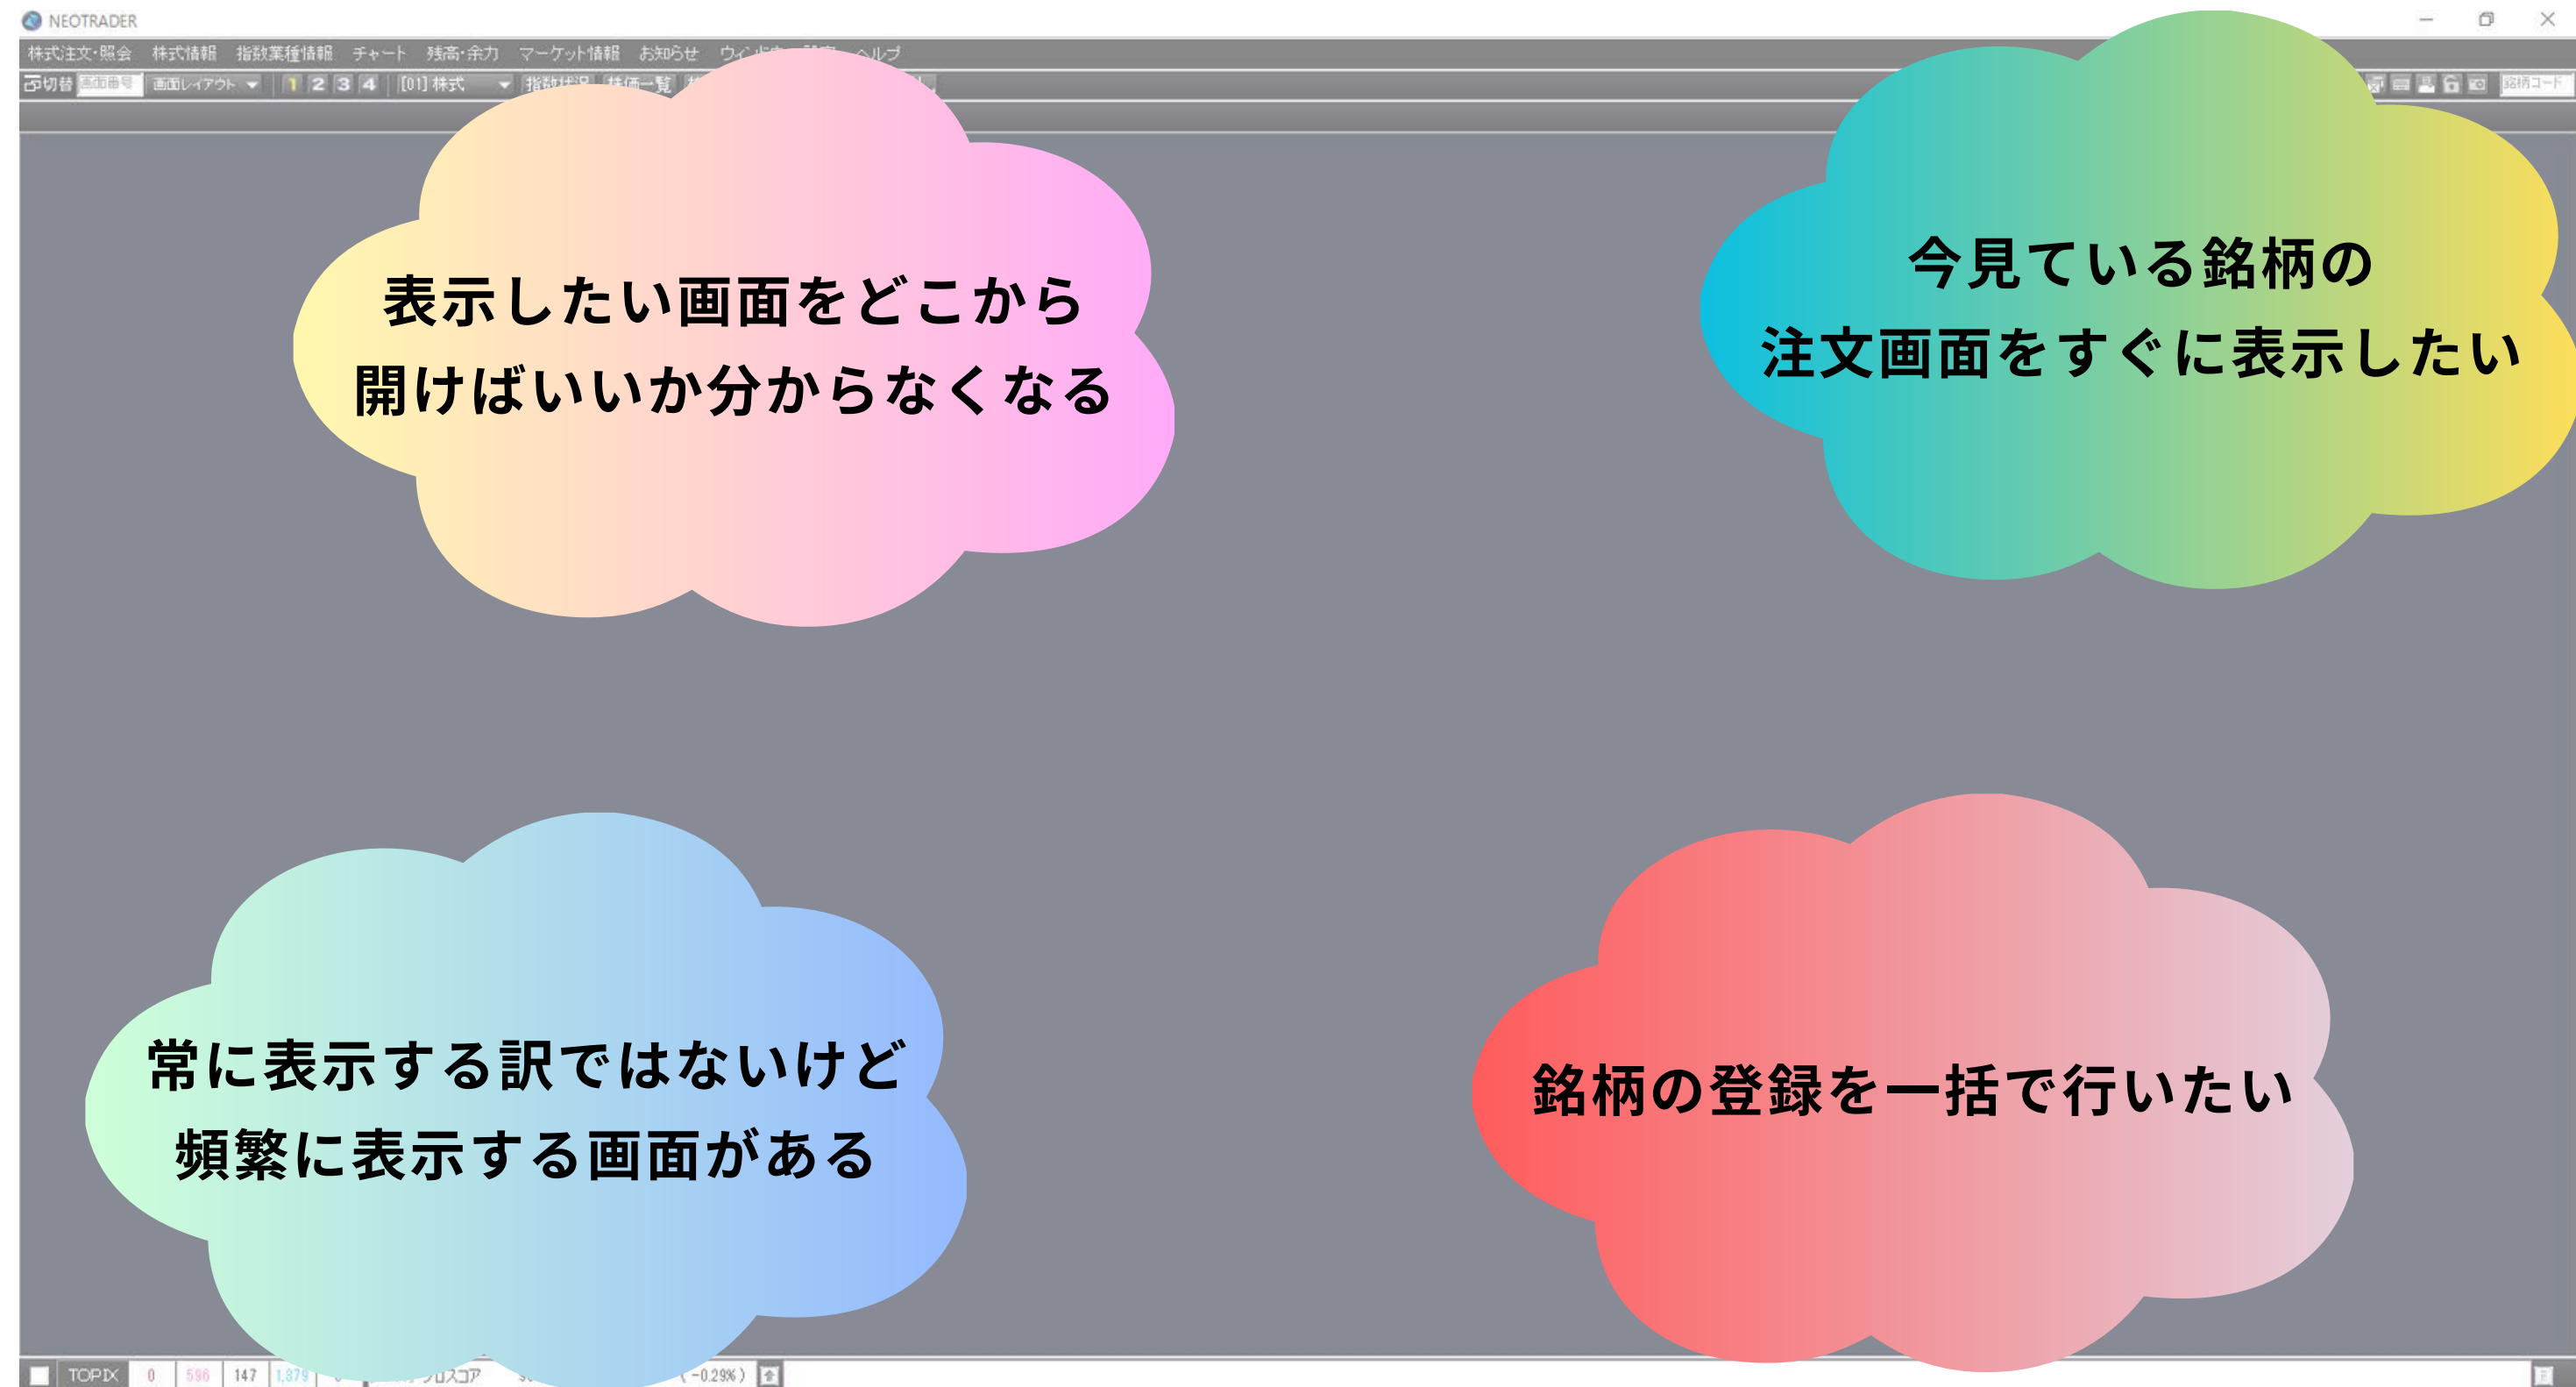 NEOTRADER
株式注文・照会 株式情報 指数業種情報 チャート 残高・余力 マーケット情報 お知らせ ヘルプ
切替 画面番号 画面レイアウト 1 2 3 4 [01] 株式 指数状況 株価一覧 銘柄コード
表示したい画面をどこから
開けばいいか分からなくなる
今見ている銘柄の
注文画面をすぐに表示したい
常に表示する訳ではないけど
頻繁に表示する画面がある
銘柄の登録を一括で行いたい
TOPIX 0 596 147 1,879 (-0.29%)